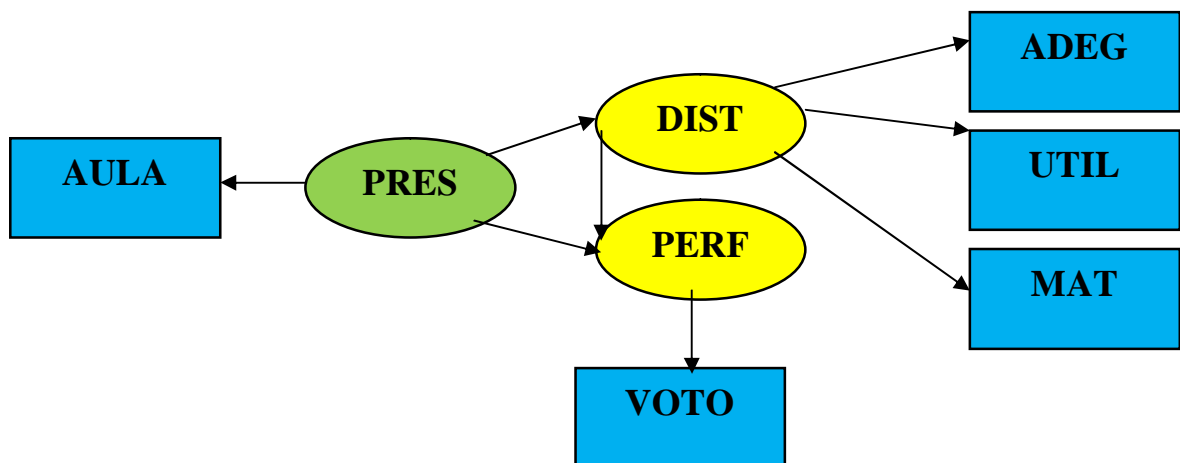 ADEG
DIST
UTIL
AULA
PRES
PERF
MAT
VOTO